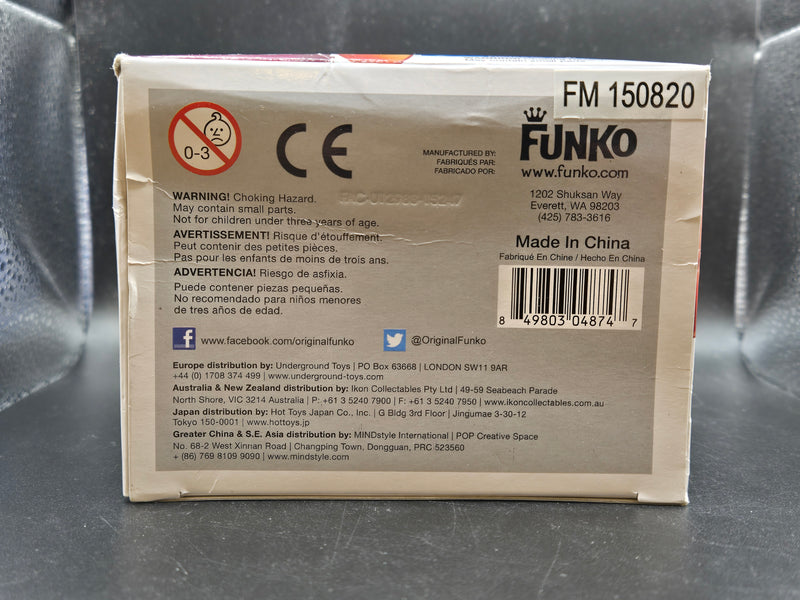 FM 150820
0-3
CE
MANUFACTURED BY:
FABRIQUÉS PAR:
FABRICADO POR:
FUNKO
www.funko.com
1202 Shuksan Way
Everett, WA 98203
(425) 783-3616
Made In China
Fabriqué En Chine / Hecho En China
8 49803 04874 7
WARNING! Choking Hazard.
May contain small parts.
Not for children under three years of age.
AVERTISSEMENT! Risque d'étouffement.
Peut contenir des petites pièces.
Pas pour les enfants de moins de trois ans.
ADVERTENCIA! Riesgo de asfixia.
Puede contener piezas pequeñas.
No recomendado para niños menores
de tres años de edad.
www.facebook.com/originalfunko
@OriginalFunko
Europe distribution by: Underground Toys | PO Box 63668 | LONDON SW11 9AR
+44 (0) 1708 374 499 | www.underground-toys.com
Australia & New Zealand distribution by: Ikon Collectables Pty Ltd | 49-59 Seabeach Parade
North Shore, VIC 3214 Australia | P: +61 3 5240 7900 | F: +61 3 5240 7950 | www.ikoncollectables.com.au
Japan distribution by: Hot Toys Japan Co., Inc. | G Bldg 3rd Floor | Jingumae 3-30-12
Tokyo 150-0001 | www.hottoys.jp
Greater China & S.E. Asia distribution by: MINDstyle International | POP Creative Space
No. 68-2 West Xinnan Road | Changping Town, Dongguan, PRC 523560
+ (86) 769 8109 9090 | www.mindstyle.com